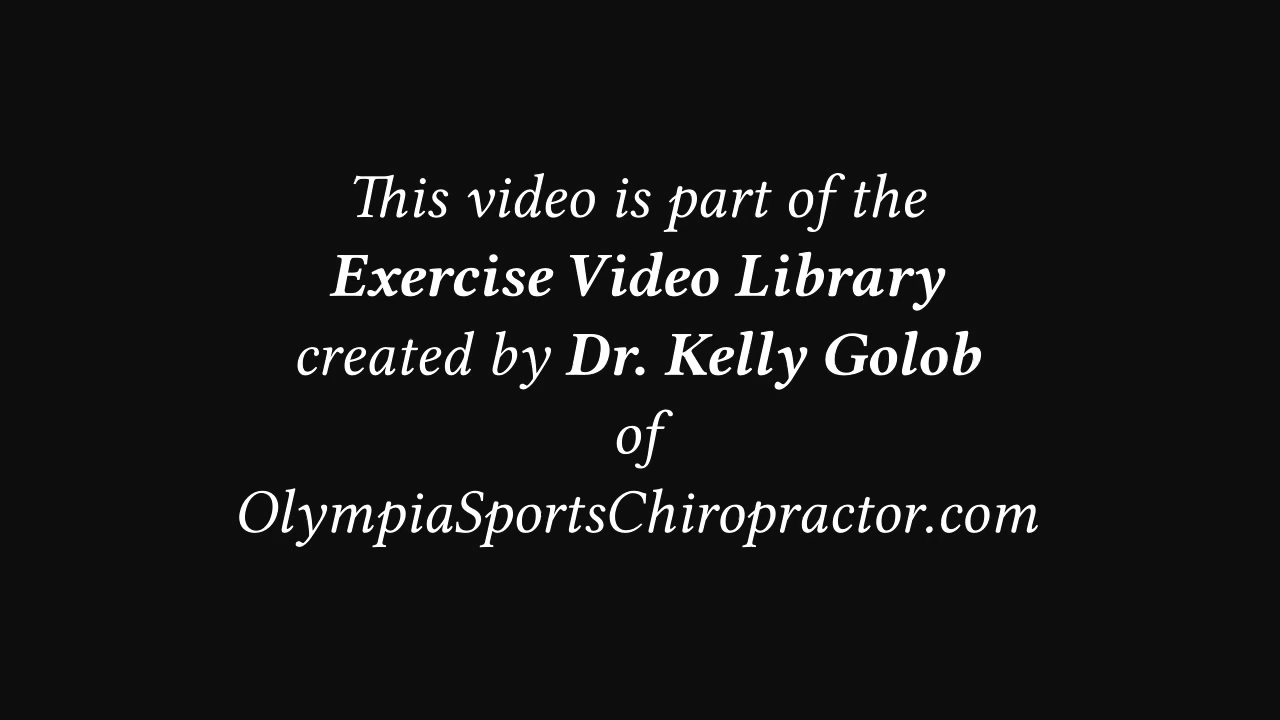 This video is part of the
Exercise Video Library
created by Dr. Kelly Golob
of
OlympiaSportsChiropractor.com